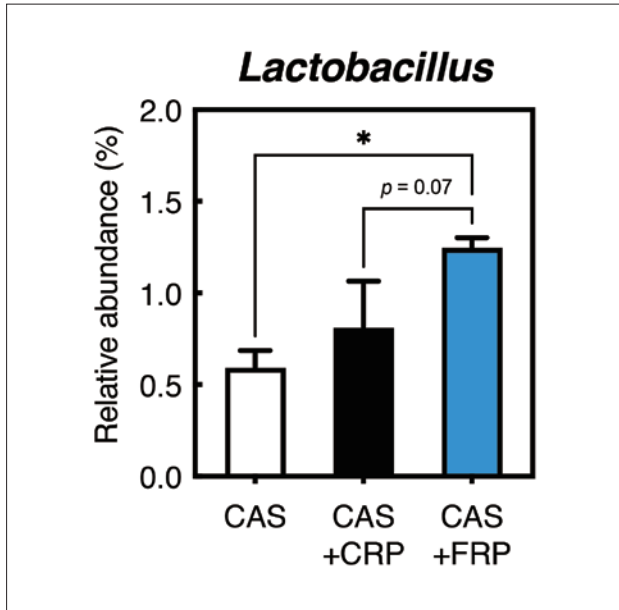 Lactobacillus
Relative abundance (%)
2.0
1.5
1.0
0.5
0.0
*
p = 0.07
CAS
CAS
+CRP
CAS
+FRP